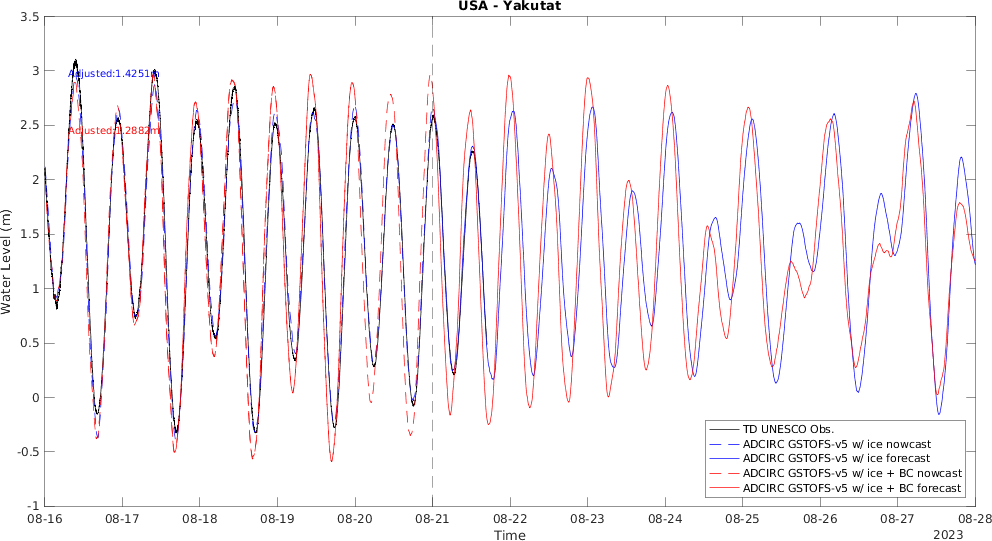 USA - Yakutat
3.5
3
2.5
2
1.5
1
0.5
0
-0.5
-1
Water Level (m)
Adjusted:1.4251m
Adjusted:1.2882m
TD UNESCO Obs.
ADCIRC GSTOFS-v5 w/ ice nowcast
ADCIRC GSTOFS-v5 w/ ice forecast
ADCIRC GSTOFS-v5 w/ ice + BC nowcast
ADCIRC GSTOFS-v5 w/ ice + BC forecast
08-16 08-17 08-18 08-19 08-20 08-21 08-22 08-23 08-24 08-25 08-26 08-27 08-28
Time
2023